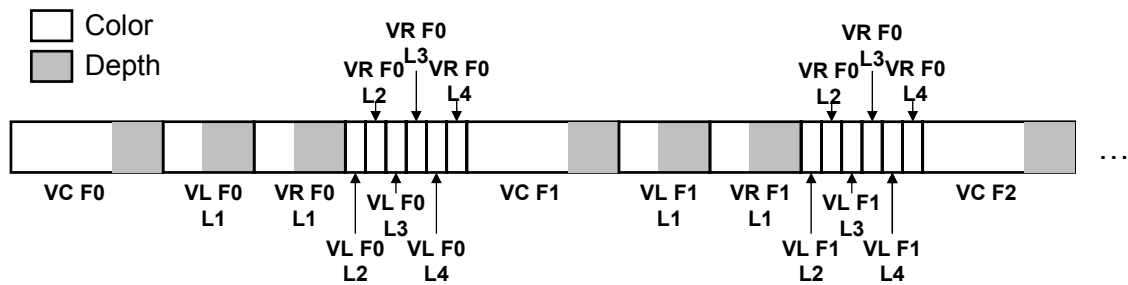 Color
Depth
VR F0
L3
VR F0
L2
VR F0
L4
VR F0
L3
VR F0
L2
VR F0
L4
...
VC F0
VL F0
L1
VR F0
L1
VL F0
L2
VL F0
L3
VL F0
L4
VC F1
VL F1
L1
VR F1
L1
VL F1
L2
VL F1
L3
VL F1
L4
VC F2